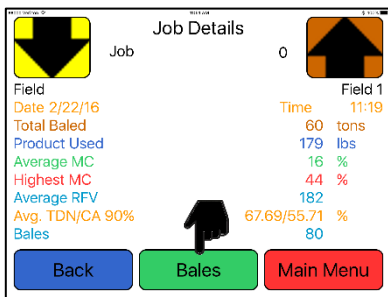 Job Details
Job 0
Field Field 1
Date 2/22/16 Time 11:19
Total Baled 60 tons
Product Used 179 lbs
Average MC 16 %
Highest MC 44 %
Average RFV 182
Avg. TDN/CA 90% 67.69/55.71 %
Bales 80
Back Bales Main Menu